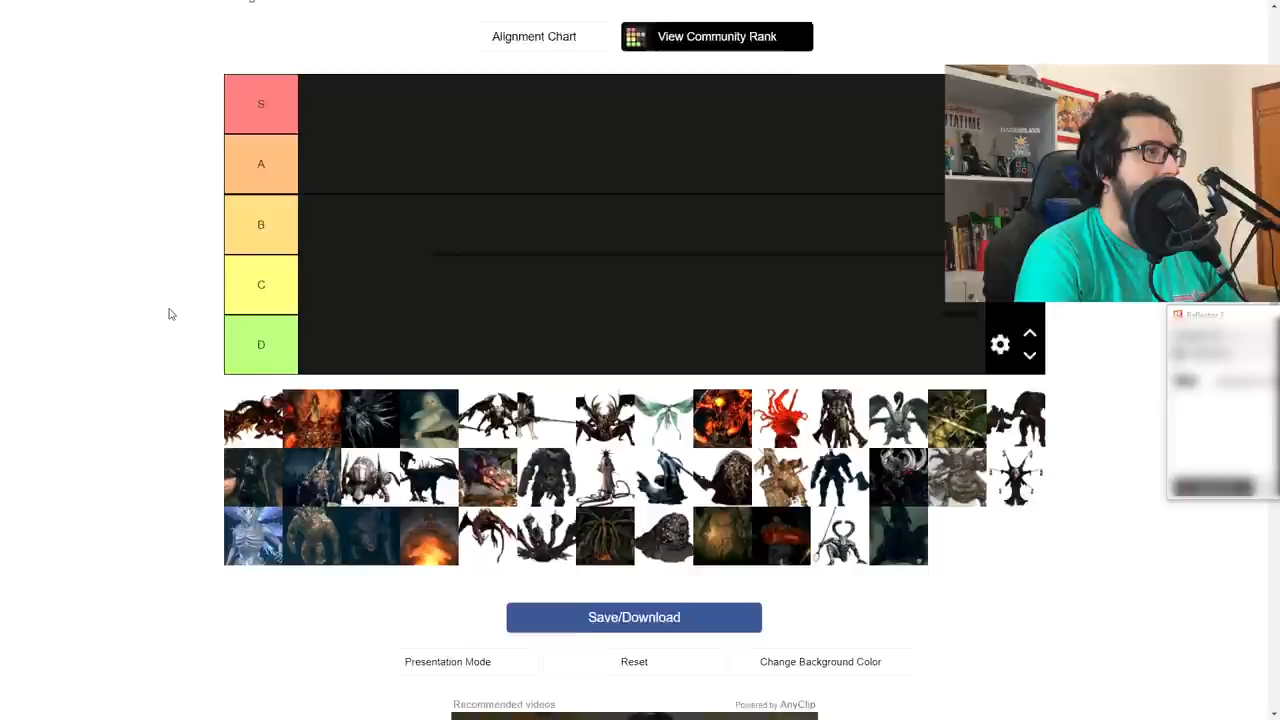 Alignment Chart
View Community Rank
S
A
B
C
D
Save/Download
Presentation Mode
Reset
Change Background Color
Recommended videos
Powered by AnyClip